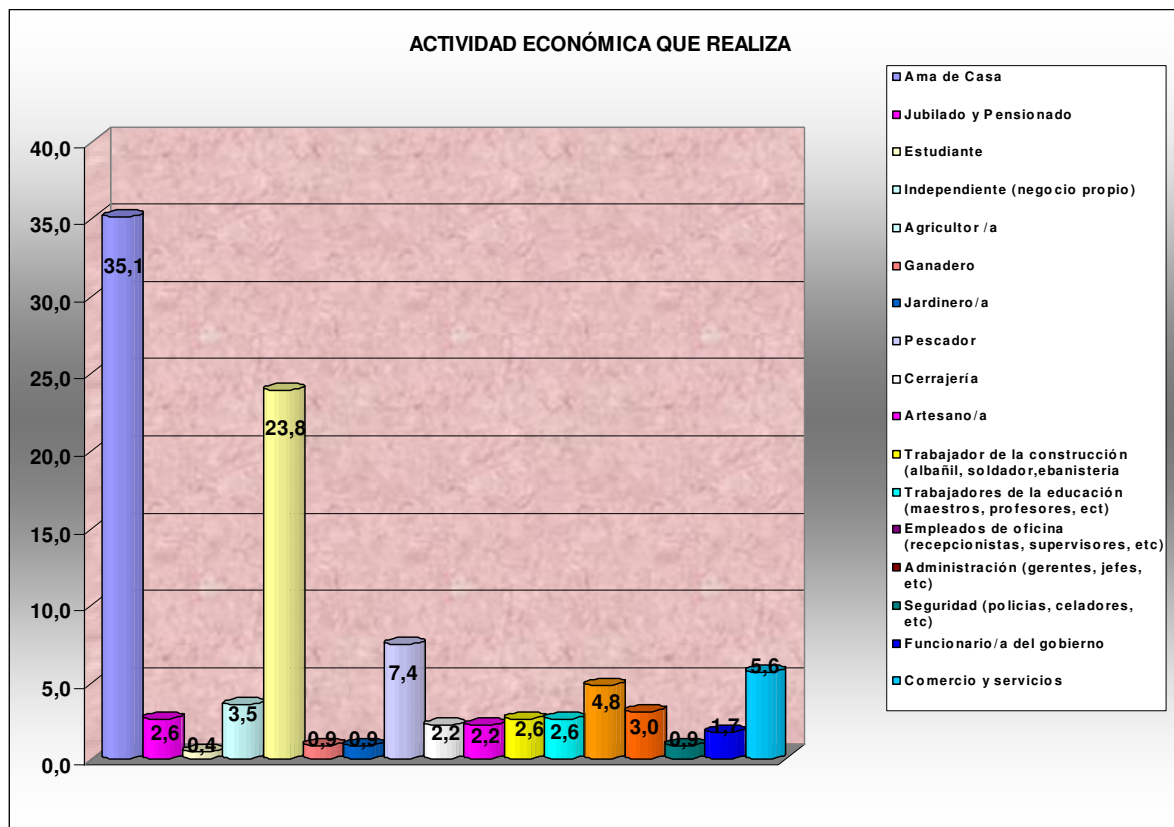 ACTIVIDAD ECONÓMICA QUE REALIZA
40,0
35,0
30,0
25,0
20,0
15,0
10,0
5,0
0,0
35,1
2,6
0,4
3,5
23,8
0,9
0,9
7,4
2,2
2,2
2,6
2,6
4,8
3,0
0,9
1,7
5,6
Ama de Casa
Jubilado y Pensionado
Estudiante
Independiente (negocio propio)
Agricultor /a
Ganadero
Jardinero/a
Pescador
Cerrajería
Artesano/a
Trabajador de la construcción
(albañil, soldador,ebanisteria
Trabajadores de la educación
(maestros, profesores, ect)
Empleados de oficina
(recepcionistas, supervisores, etc)
Administración (gerentes, jefes,
etc)
Seguridad (policias, celadores,
etc)
Funcionario/a del gobierno
Comercio y servicios